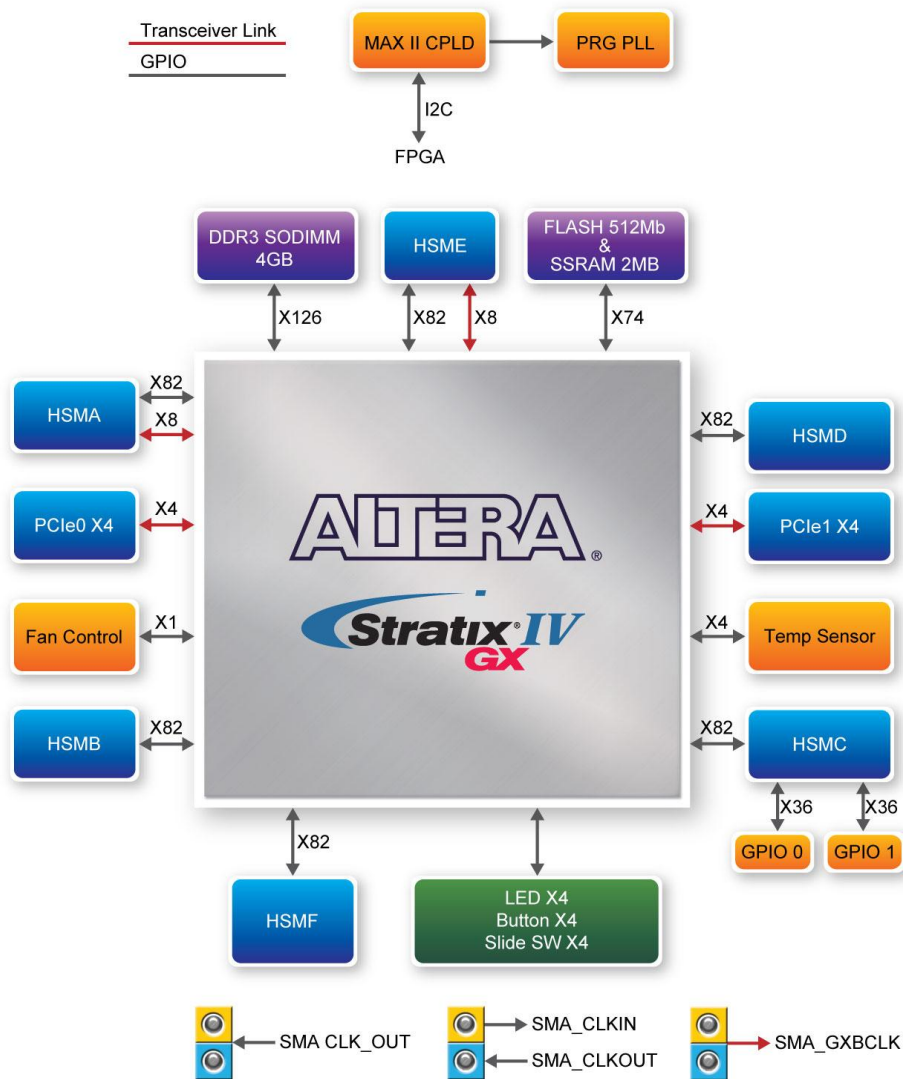 Transceiver Link
GPIO
MAX II CPLD
PRG PLL
I2C
FPGA
DDR3 SODIMM
4GB
HSME
FLASH 512Mb
&
SSRAM 2MB
X126
X82
X8
X74
HSMA
X82
X8
X82
HSMD
PCIe0 X4
X4
X4
PCIe1 X4
ALTERA®
Stratix® IV
GX
Fan Control
X1
X4
Temp Sensor
HSMB
X82
X82
HSMC
X36
X36
GPIO 0
GPIO 1
X82
HSMF
LED X4
Button X4
Slide SW X4
SMA CLK_OUT
SMA_CLKIN
SMA_CLKOUT
SMA_GXBCLK